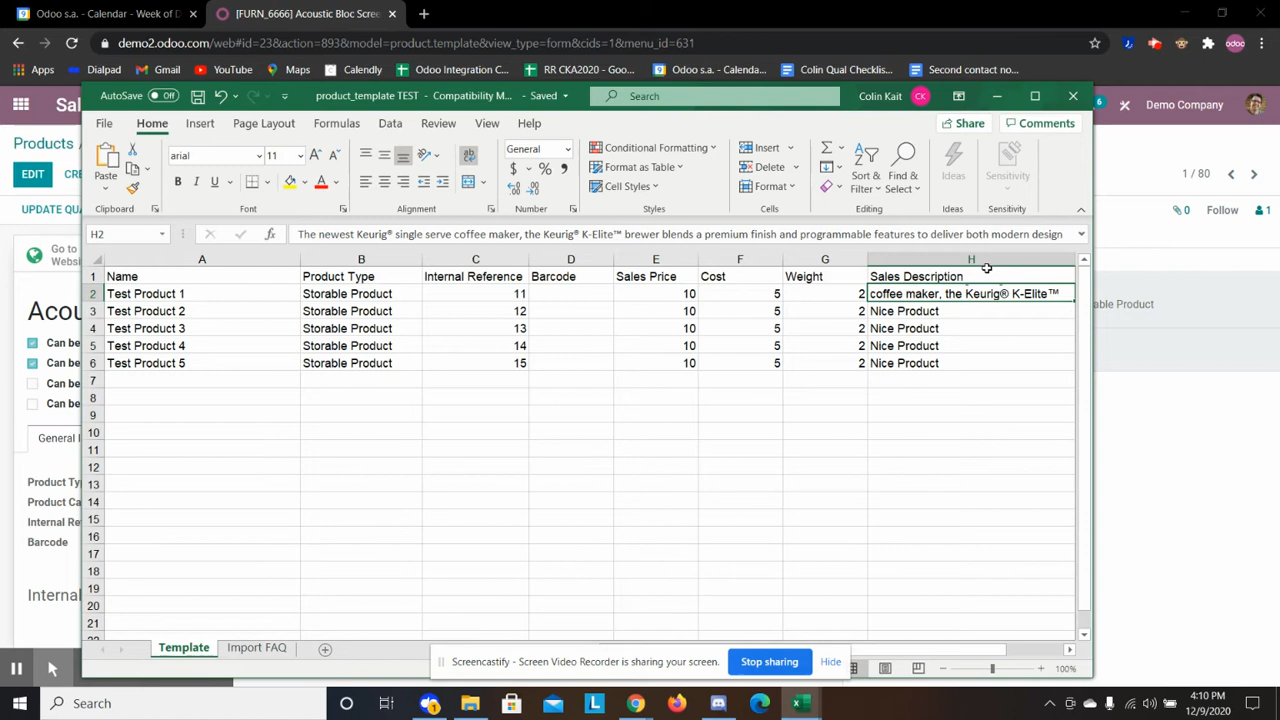 Odoo s.a. - Calendar - Week of D
[FURN_6666] Acoustic Bloc Scre
demo2.odoo.com/web#id=23&action=893&model=product.template&view_type=form&cids=1&menu_id=631
odoo
Apps Dialpad Gmail YouTube Maps Calendly Odoo Integration C... RR CKA2020 - Goo... Odoo s.a. - Calenda... Colin Qual Checklis... Second contact no...
Sal
6 Demo Company
Products /
EDIT CRE
1 / 80
UPDATE QUA
0 Follow 1
Go to
Websi
Acou
Can be
Can be
Can be
Can be
General I
Product Ty
Product Ca
Internal Re
Barcode
Internal
able Product
AutoSave Off product_template TEST - Compatibility M... - Saved Search Colin Kait CK
File Home Insert Page Layout Formulas Data Review View Help Share Comments
Paste
Clipboard
arial 11
B I U
Font
Alignment
General
$ % 9
Number
Conditional Formatting
Format as Table
Cell Styles
Styles
Insert
Delete
Format
Cells
Sort &
Filter
Find &
Select
Editing
Ideas
Ideas
Sensitivity
Sensitivity
H2 fx The newest Keurig® single serve coffee maker, the Keurig® K-Elite™ brewer blends a premium finish and programmable features to deliver both modern design
A B C D E F G H
1 Name Product Type Internal Reference Barcode Sales Price Cost Weight Sales Description
2 Test Product 1 Storable Product 11 10 5 2 coffee maker, the Keurig® K-Elite™
3 Test Product 2 Storable Product 12 10 5 2 Nice Product
4 Test Product 3 Storable Product 13 10 5 2 Nice Product
5 Test Product 4 Storable Product 14 10 5 2 Nice Product
6 Test Product 5 Storable Product 15 10 5 2 Nice Product
7
8
9
10
11
12
13
14
15
16
17
18
19
20
21
Template Import FAQ
Screencastify - Screen Video Recorder is sharing your screen. Stop sharing Hide
100%
Search
L
4:10 PM
12/9/2020